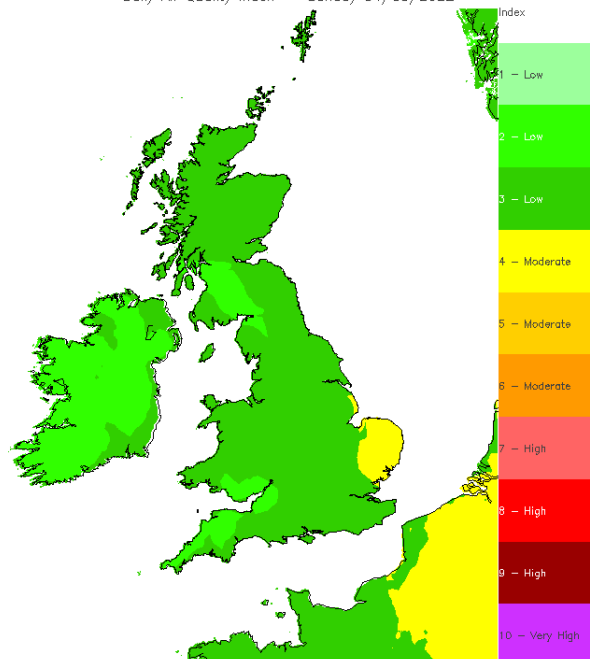 Index
1 - Low
2 - Low
3 - Low
4 - Moderate
5 - Moderate
6 - Moderate
7 - High
8 - High
9 - High
10 - Very High